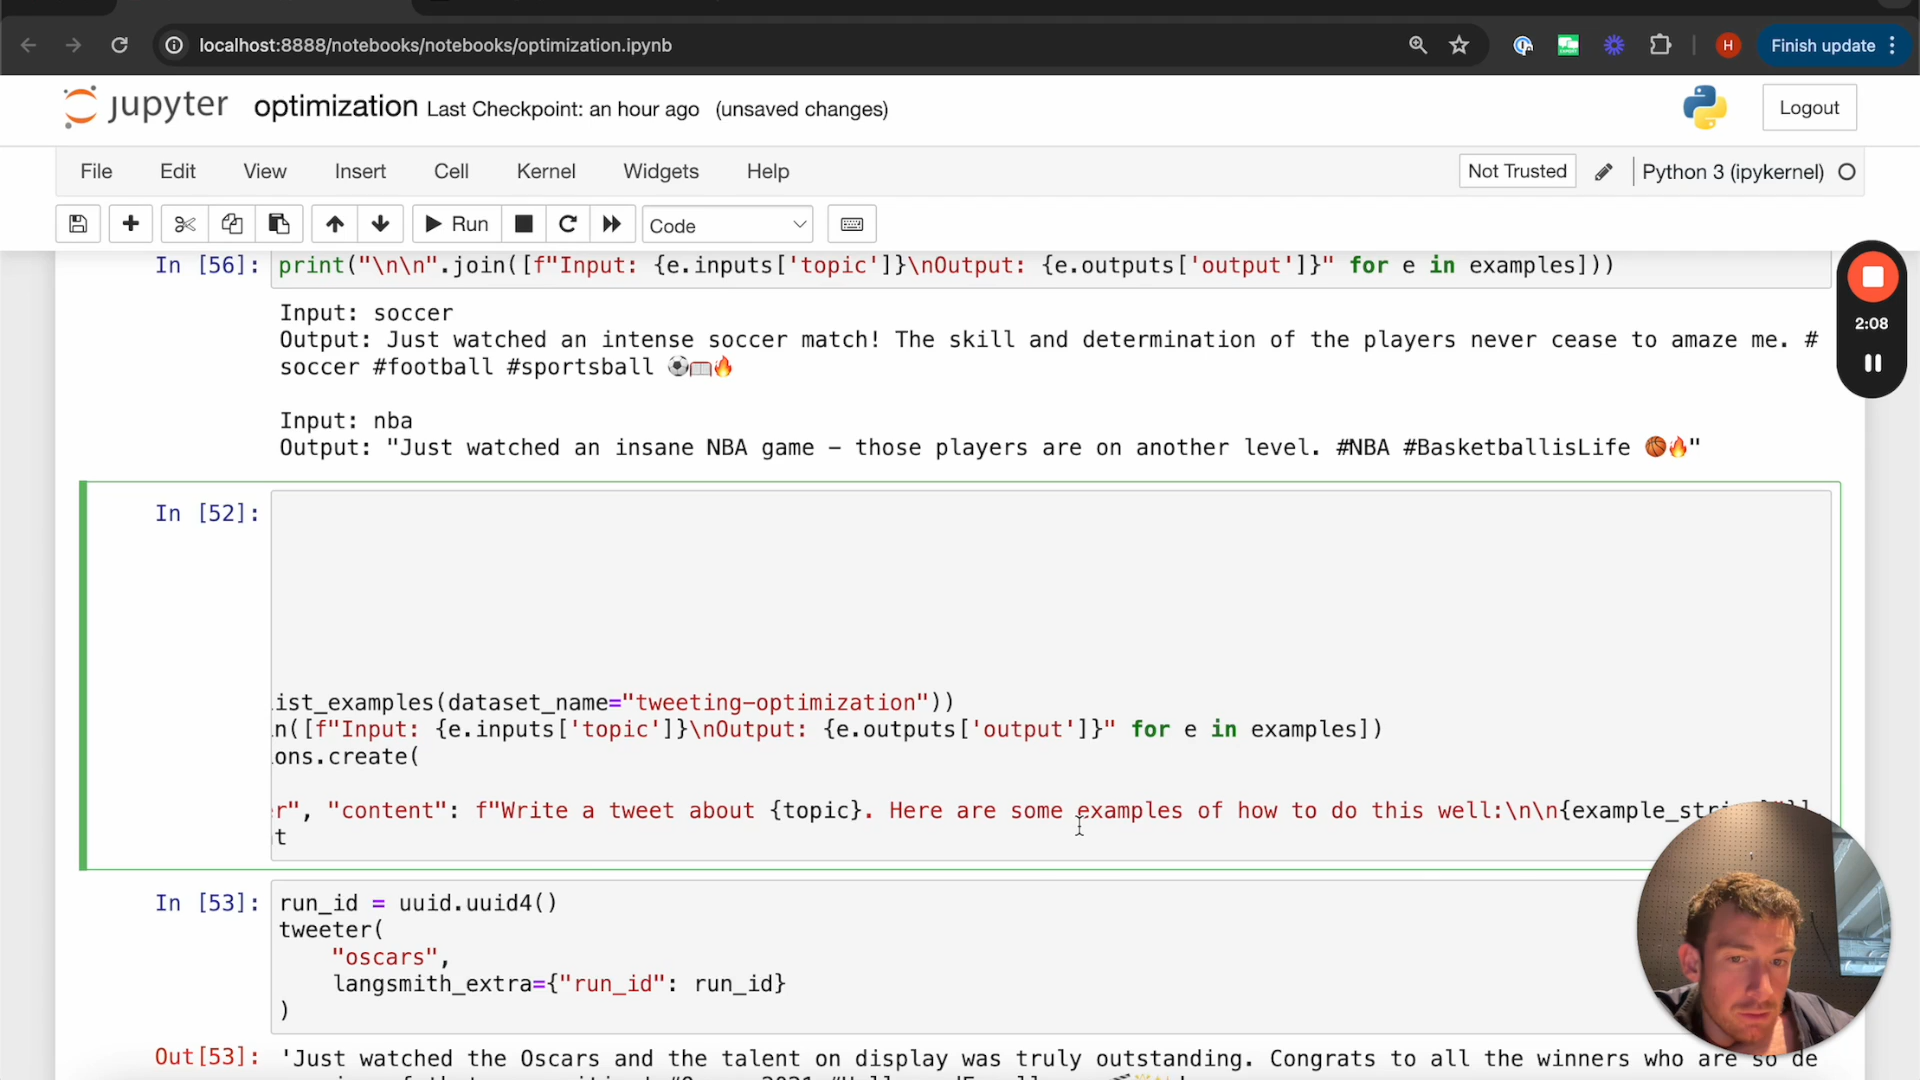 localhost:8888/notebooks/notebooks/optimization.ipynb
H
Finish update
jupyter optimization Last Checkpoint: an hour ago (unsaved changes)
Logout
File Edit View Insert Cell Kernel Widgets Help
Not Trusted
Python 3 (ipykernel)
Run
Code
In [56]: print("\n\n".join([f"Input: {e.inputs['topic']}\nOutput: {e.outputs['output']}" for e in examples]))
Input: soccer
Output: Just watched an intense soccer match! The skill and determination of the players never cease to amaze me. #
soccer #football #sportsball ⚽📖🔥
Input: nba
Output: "Just watched an insane NBA game – those players are on another level. #NBA #BasketballisLife 🏀🔥"
2:08
In [52]:
ist_examples(dataset_name="tweeting-optimization"))
n([f"Input: {e.inputs['topic']}\nOutput: {e.outputs['output']}" for e in examples])
ons.create(
r", "content": f"Write a tweet about {topic}. Here are some examples of how to do this well:\n\n{example_str
t
In [53]: run_id = uuid.uuid4()
tweeter(
"oscars",
langsmith_extra={"run_id": run_id}
)
Out[53]: 'Just watched the Oscars and the talent on display was truly outstanding. Congrats to all the winners who are so de